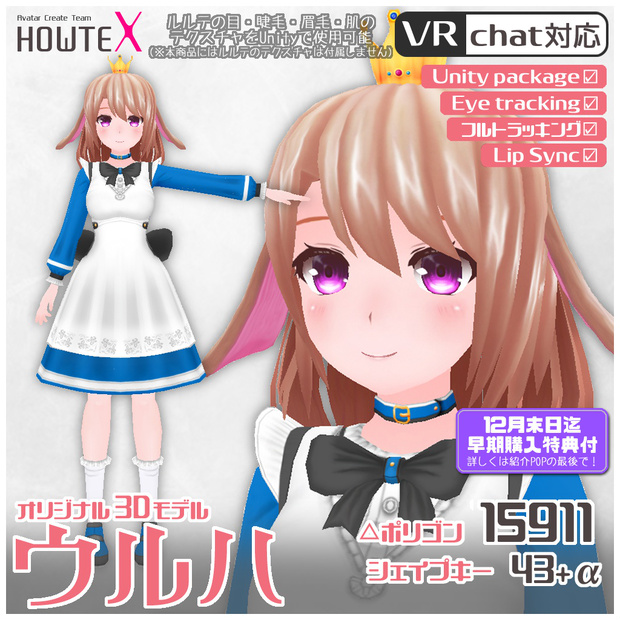 Avatar Create Team
HOWTEX
ルルテの目・睫毛・眉毛・肌の
テクスチャをUnityで使用可能
(※本商品にはルルテのテクスチャは付属しません)
VRchat対応
Unity package☑
Eye tracking☑
フルトラッキング☑
Lip Sync☑
12月末日迄
早期購入特典付
詳しくは紹介POPの最後で！
オリジナル3Dモデル
ウルハ
△ポリゴン 15911
シェイプキー 43+α